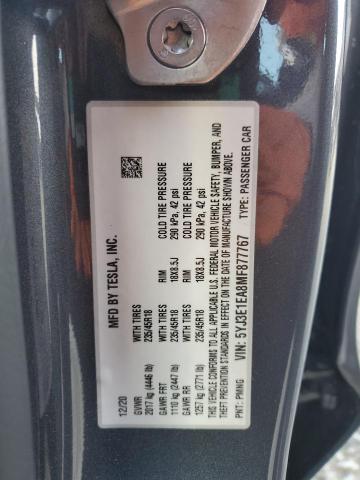 MFD BY TESLA, INC.
12/20 WITH TIRES RIM COLD TIRE PRESSURE
GVWR 235/45R18 18X8.5J 290 kPa, 42 psi
2017 kg (4446 lb)
GAWR FRT WITH TIRES RIM COLD TIRE PRESSURE
1110 kg (2447 lb) 235/45R18 18X8.5J 290 kPa, 42 psi
GAWR RR WITH TIRES RIM COLD TIRE PRESSURE
1257 kg (2771 lb) 235/45R18 18X8.5J 290 kPa, 42 psi
THIS VEHICLE CONFORMS TO ALL APPLICABLE U.S. FEDERAL MOTOR VEHICLE SAFETY, BUMPER, AND
THEFT PREVENTION STANDARDS IN EFFECT ON THE DATE OF MANUFACTURE SHOWN ABOVE.
VIN: 5YJ3E1EA8MF877767
PNT: PMNG TYPE: PASSENGER CAR